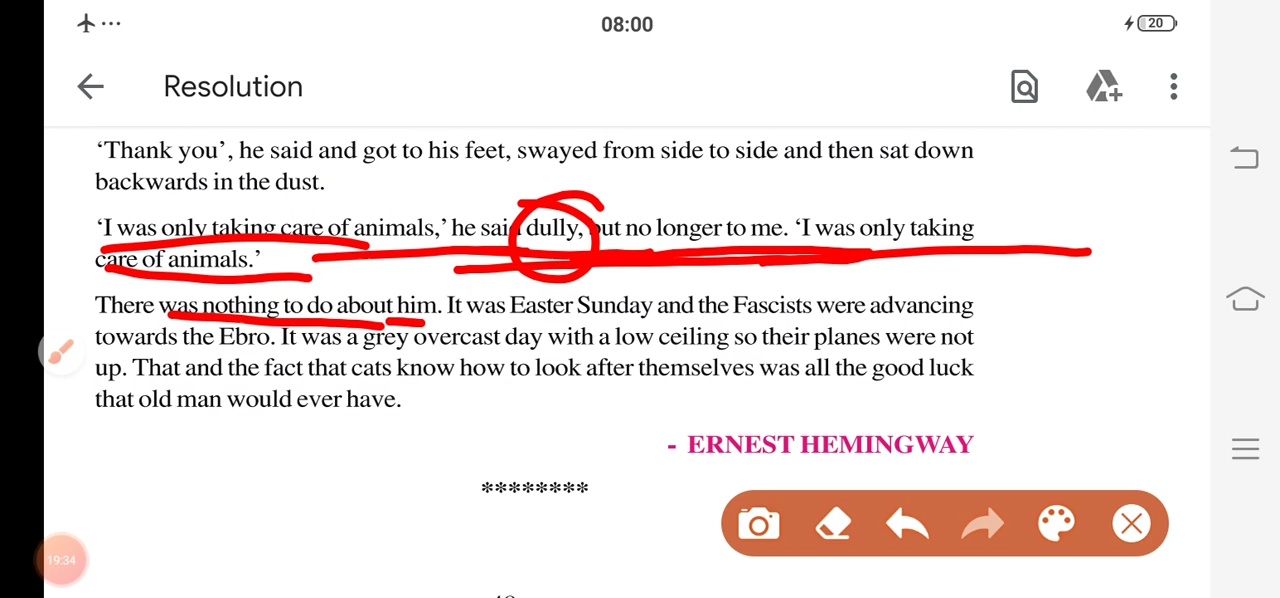 08:00
20
Resolution
‘Thank you’, he said and got to his feet, swayed from side to side and then sat down
backwards in the dust.
‘I was only taking care of animals,’ he said dully, but no longer to me. ‘I was only taking
care of animals.’
There was nothing to do about him. It was Easter Sunday and the Fascists were advancing
towards the Ebro. It was a grey overcast day with a low ceiling so their planes were not
up. That and the fact that cats know how to look after themselves was all the good luck
that old man would ever have.
- ERNEST HEMINGWAY
********
19:34